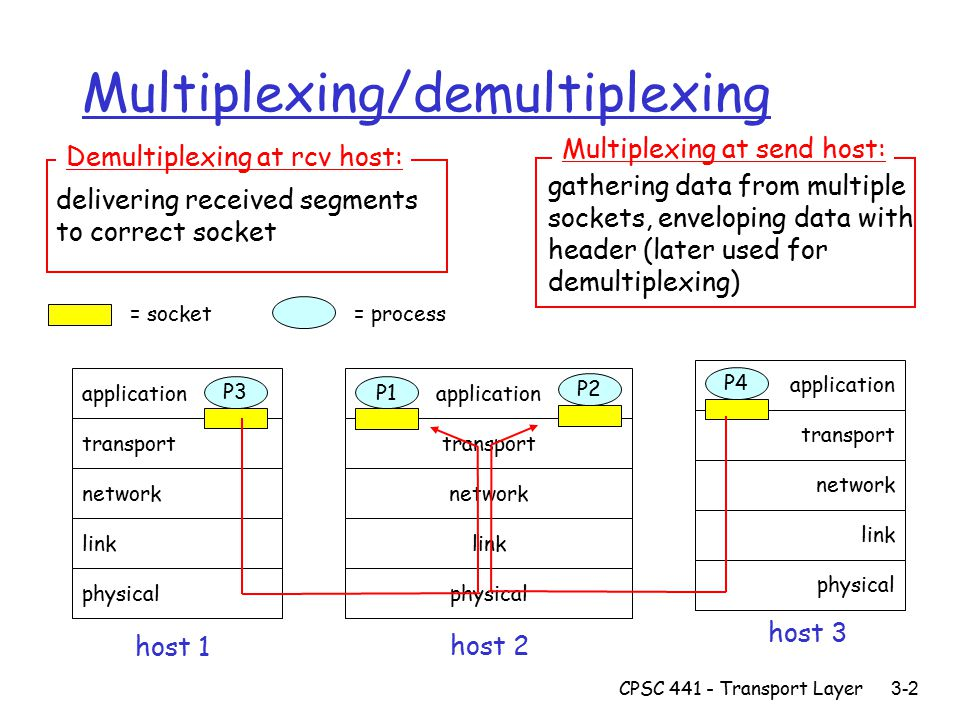 Multiplexing/demultiplexing
Demultiplexing at rcv host:
delivering received segments
to correct socket
Multiplexing at send host:
gathering data from multiple
sockets, enveloping data with
header (later used for
demultiplexing)
= socket
= process
application
P3
transport
network
link
physical
host 1
P1
application
P2
transport
network
link
physical
host 2
P4
application
transport
network
link
physical
host 3
CPSC 441 - Transport Layer 3-2